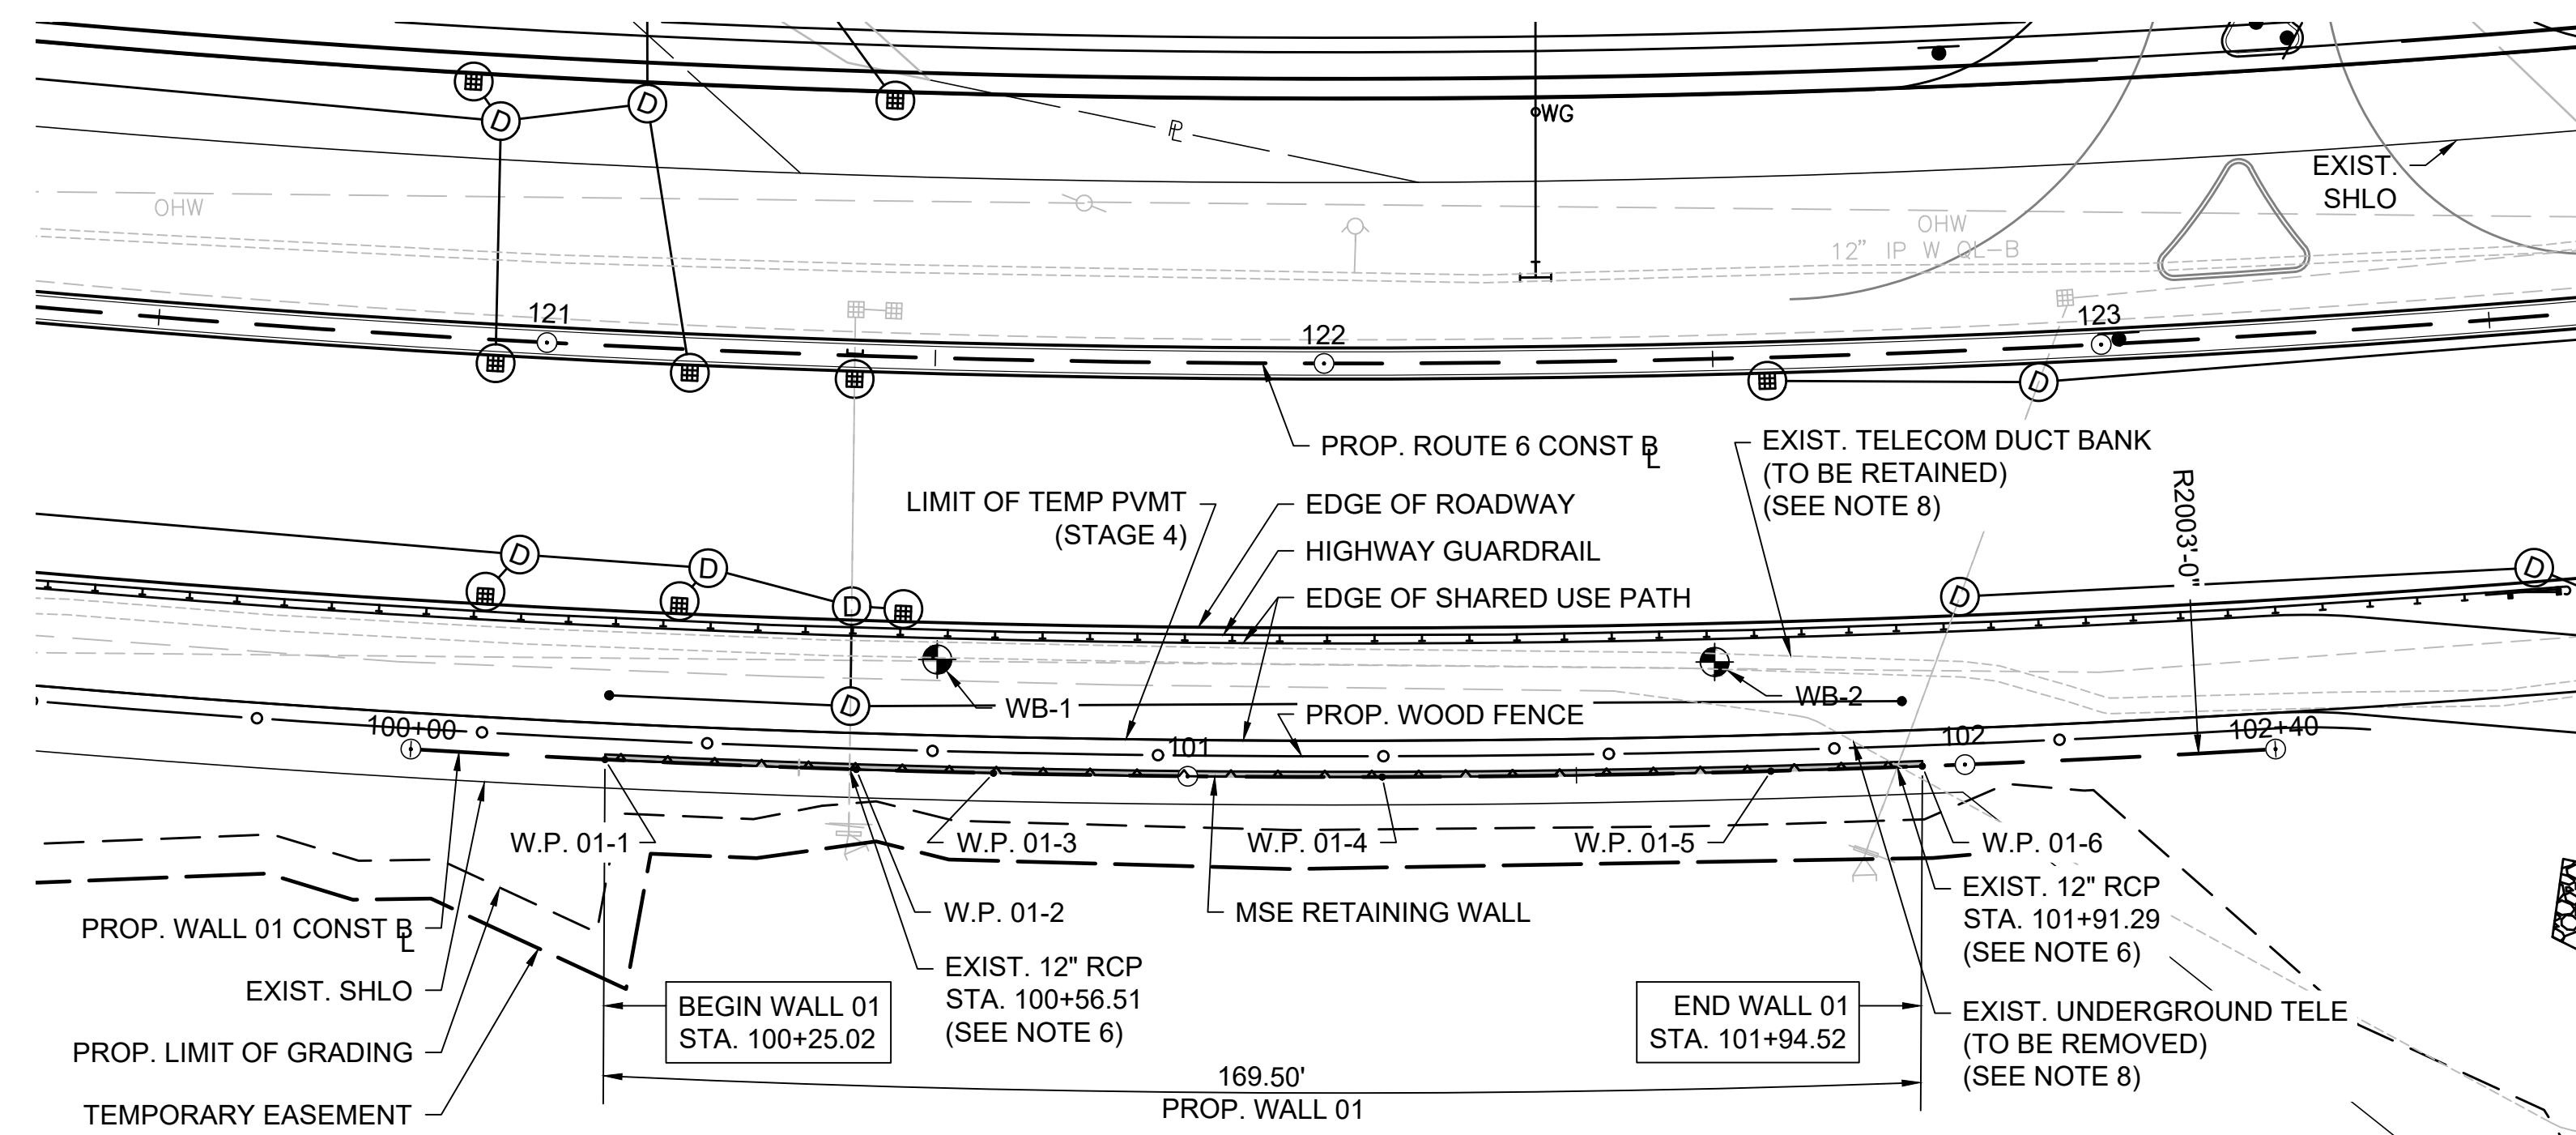 WG
℄
EXIST.
SHLO
OHW
OHW
12" IP W QL-B
121
122
123
PROP. ROUTE 6 CONST BL
EXIST. TELECOM DUCT BANK
(TO BE RETAINED)
(SEE NOTE 8)
R2003'-0"
LIMIT OF TEMP PVMT
(STAGE 4)
EDGE OF ROADWAY
HIGHWAY GUARDRAIL
EDGE OF SHARED USE PATH
D
D
D
D
D
D
D
D
D
WB-1
WB-2
PROP. WOOD FENCE
100+00
101
102
102+40
W.P. 01-1
W.P. 01-3
W.P. 01-4
W.P. 01-5
W.P. 01-6
W.P. 01-2
MSE RETAINING WALL
PROP. WALL 01 CONST BL
EXIST. SHLO
PROP. LIMIT OF GRADING
TEMPORARY EASEMENT
EXIST. 12" RCP
STA. 100+56.51
(SEE NOTE 6)
EXIST. 12" RCP
STA. 101+91.29
(SEE NOTE 6)
BEGIN WALL 01
STA. 100+25.02
END WALL 01
STA. 101+94.52
EXIST. UNDERGROUND TELE
(TO BE REMOVED)
(SEE NOTE 8)
169.50'
PROP. WALL 01